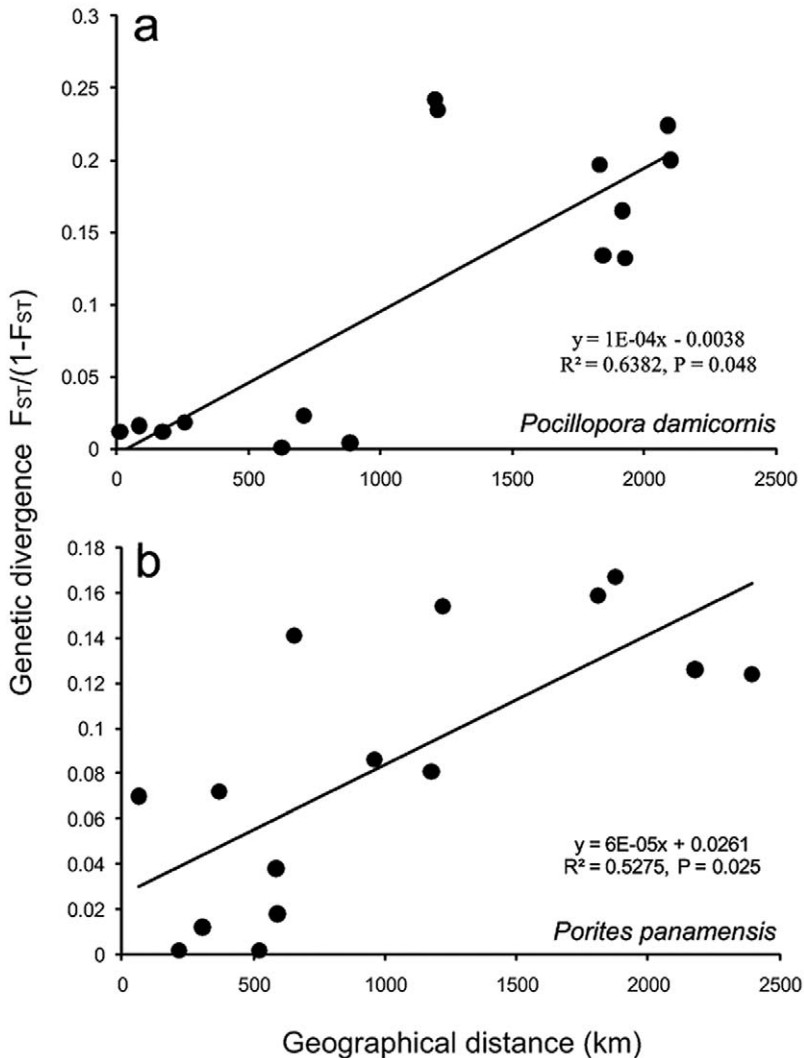 a
0.3
0.25
0.2
0.15
0.1
0.05
0
y = 1E-04x - 0.0038
R² = 0.6382, P = 0.048
Pocillopora damicornis
0 500 1000 1500 2000 2500
Genetic divergence FST/(1-FST)
b
0.18
0.16
0.14
0.12
0.1
0.08
0.06
0.04
0.02
0
y = 6E-05x + 0.0261
R² = 0.5275, P = 0.025
Porites panamensis
0 500 1000 1500 2000 2500
Geographical distance (km)